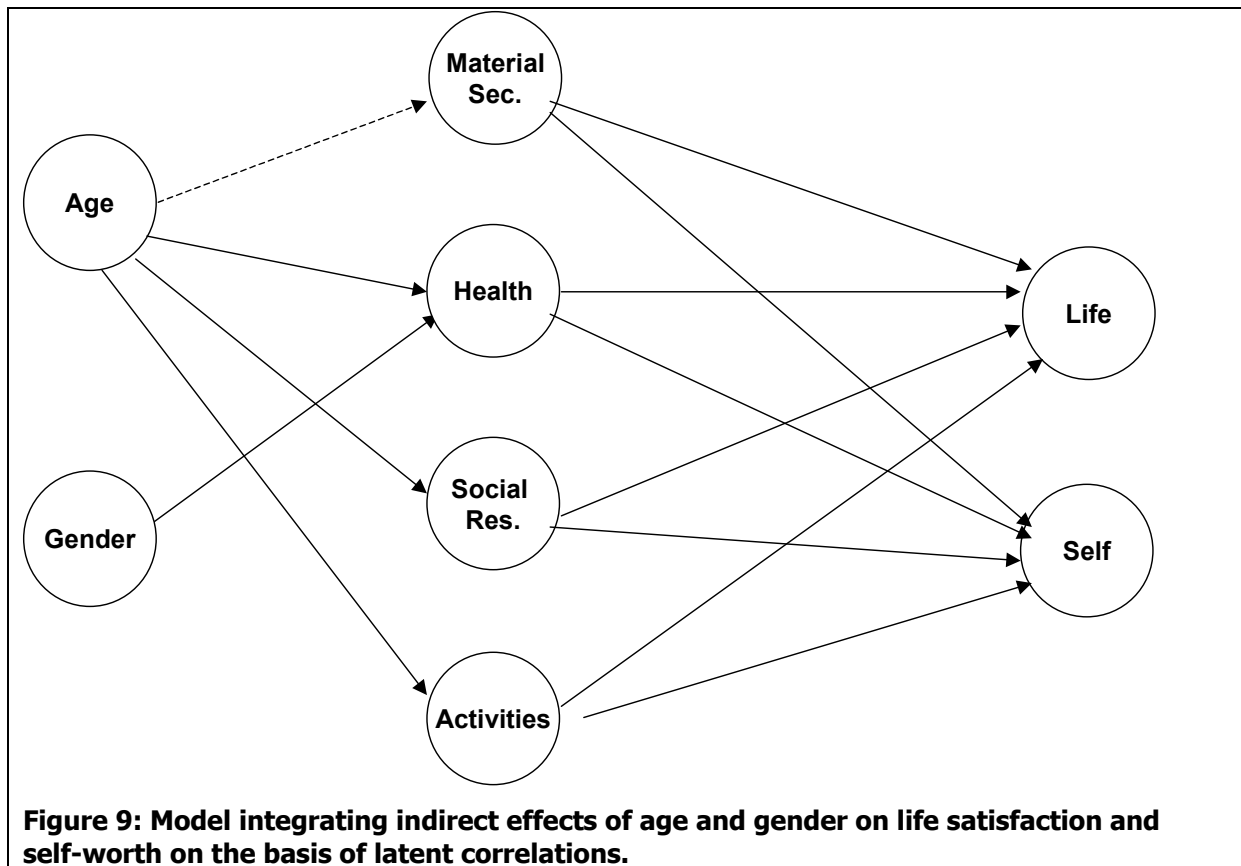 Material
Sec.
Age
Health
Life
Social
Res.
Gender
Self
Activities
Figure 9: Model integrating indirect effects of age and gender on life satisfaction and
self-worth on the basis of latent correlations.